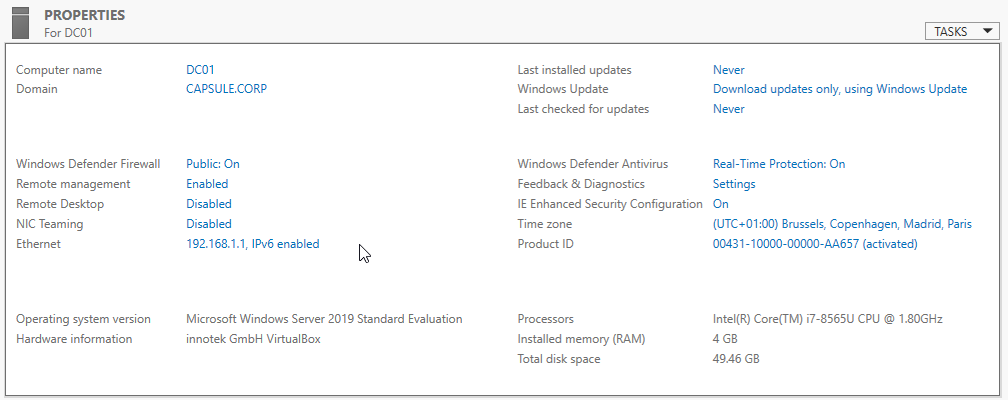 PROPERTIES
For DC01
TASKS
Computer name DC01
Domain CAPSULE.CORP
Last installed updates Never
Windows Update Download updates only, using Windows Update
Last checked for updates Never
Windows Defender Firewall Public: On
Remote management Enabled
Remote Desktop Disabled
NIC Teaming Disabled
Ethernet 192.168.1.1, IPv6 enabled
Windows Defender Antivirus Real-Time Protection: On
Feedback & Diagnostics Settings
IE Enhanced Security Configuration On
Time zone (UTC+01:00) Brussels, Copenhagen, Madrid, Paris
Product ID 00431-10000-00000-AA657 (activated)
Operating system version Microsoft Windows Server 2019 Standard Evaluation
Hardware information innotek GmbH VirtualBox
Processors Intel(R) Core(TM) i7-8565U CPU @ 1.80GHz
Installed memory (RAM) 4 GB
Total disk space 49.46 GB